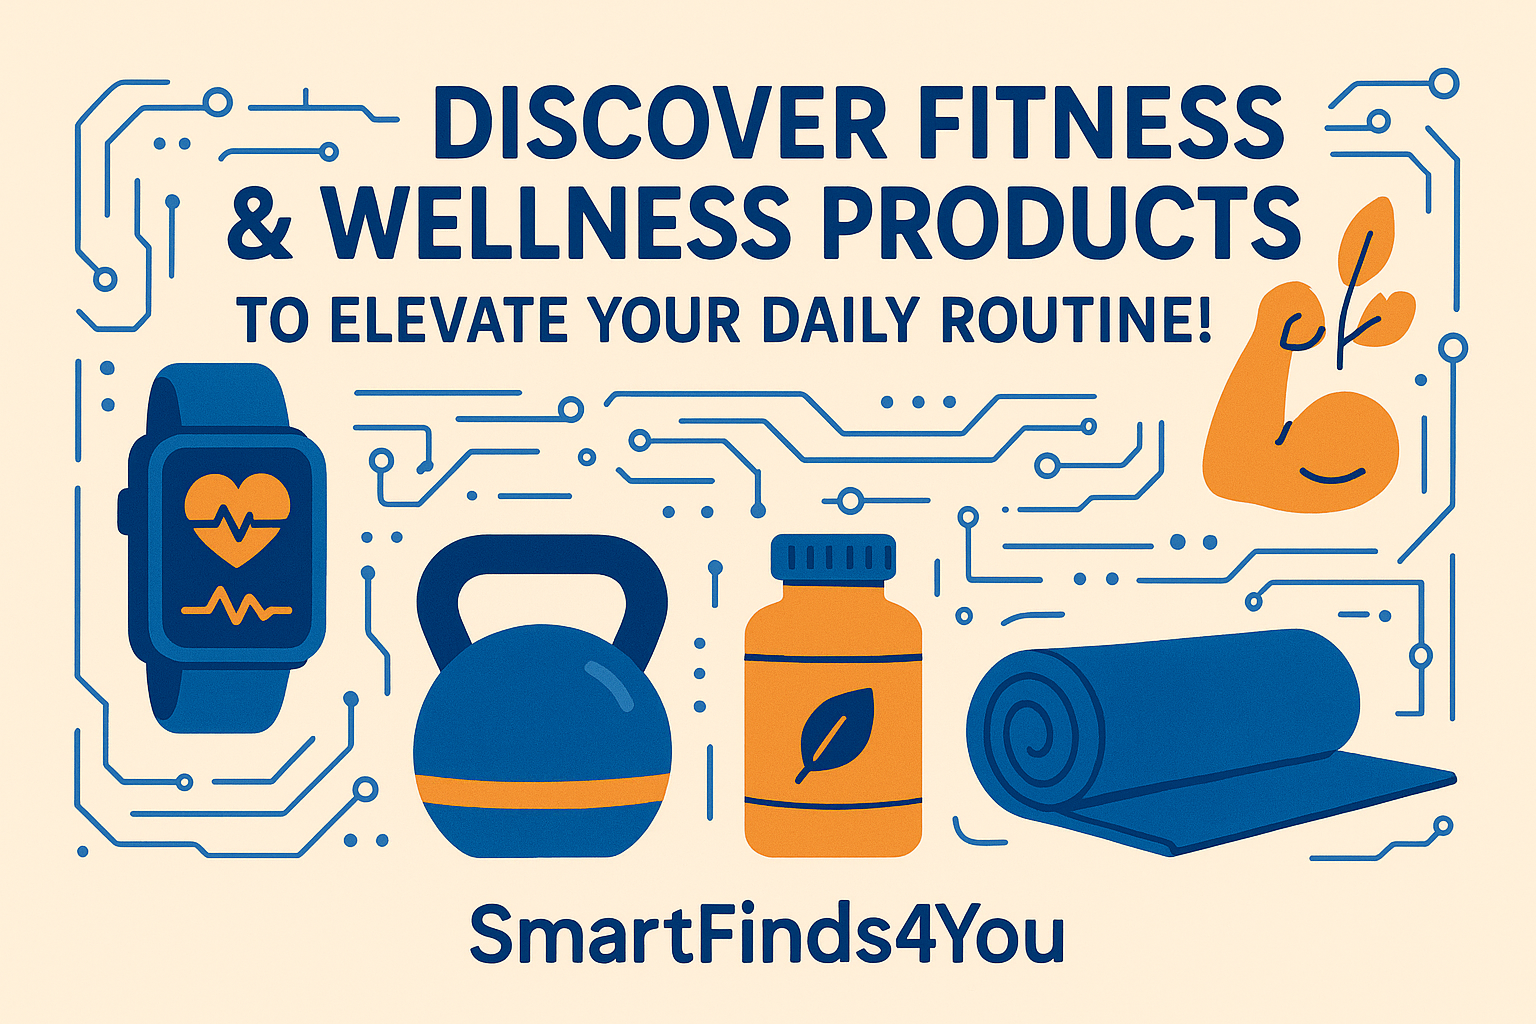 DISCOVER FITNESS
& WELLNESS PRODUCTS
TO ELEVATE YOUR DAILY ROUTINE!
SmartFinds4You